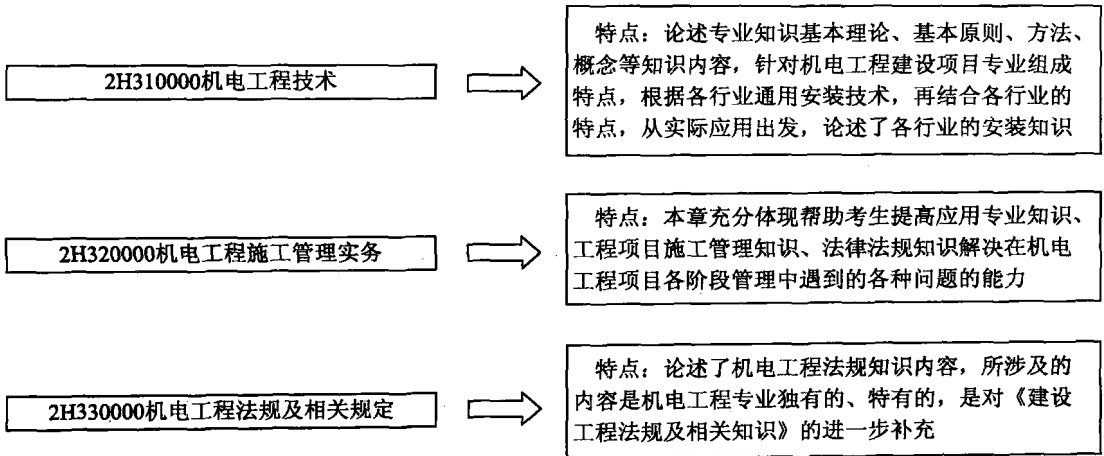 2H310000机电工程技术
特点：论述专业知识基本理论、基本原则、方法、
概念等知识内容，针对机电工程建设项目专业组成
特点，根据各行业通用安装技术，再结合各行业的
特点，从实际应用出发，论述了各行业的安装知识
2H320000机电工程施工管理实务
特点：本章充分体现帮助考生提高应用专业知识、
工程项目施工管理知识、法律法规知识解决在机电
工程项目各阶段管理中遇到的各种问题的能力
2H330000机电工程法规及相关规定
特点：论述了机电工程法规知识内容，所涉及的
内容是机电工程专业独有的、特有的，是对《建设
工程法规及相关知识》的进一步补充